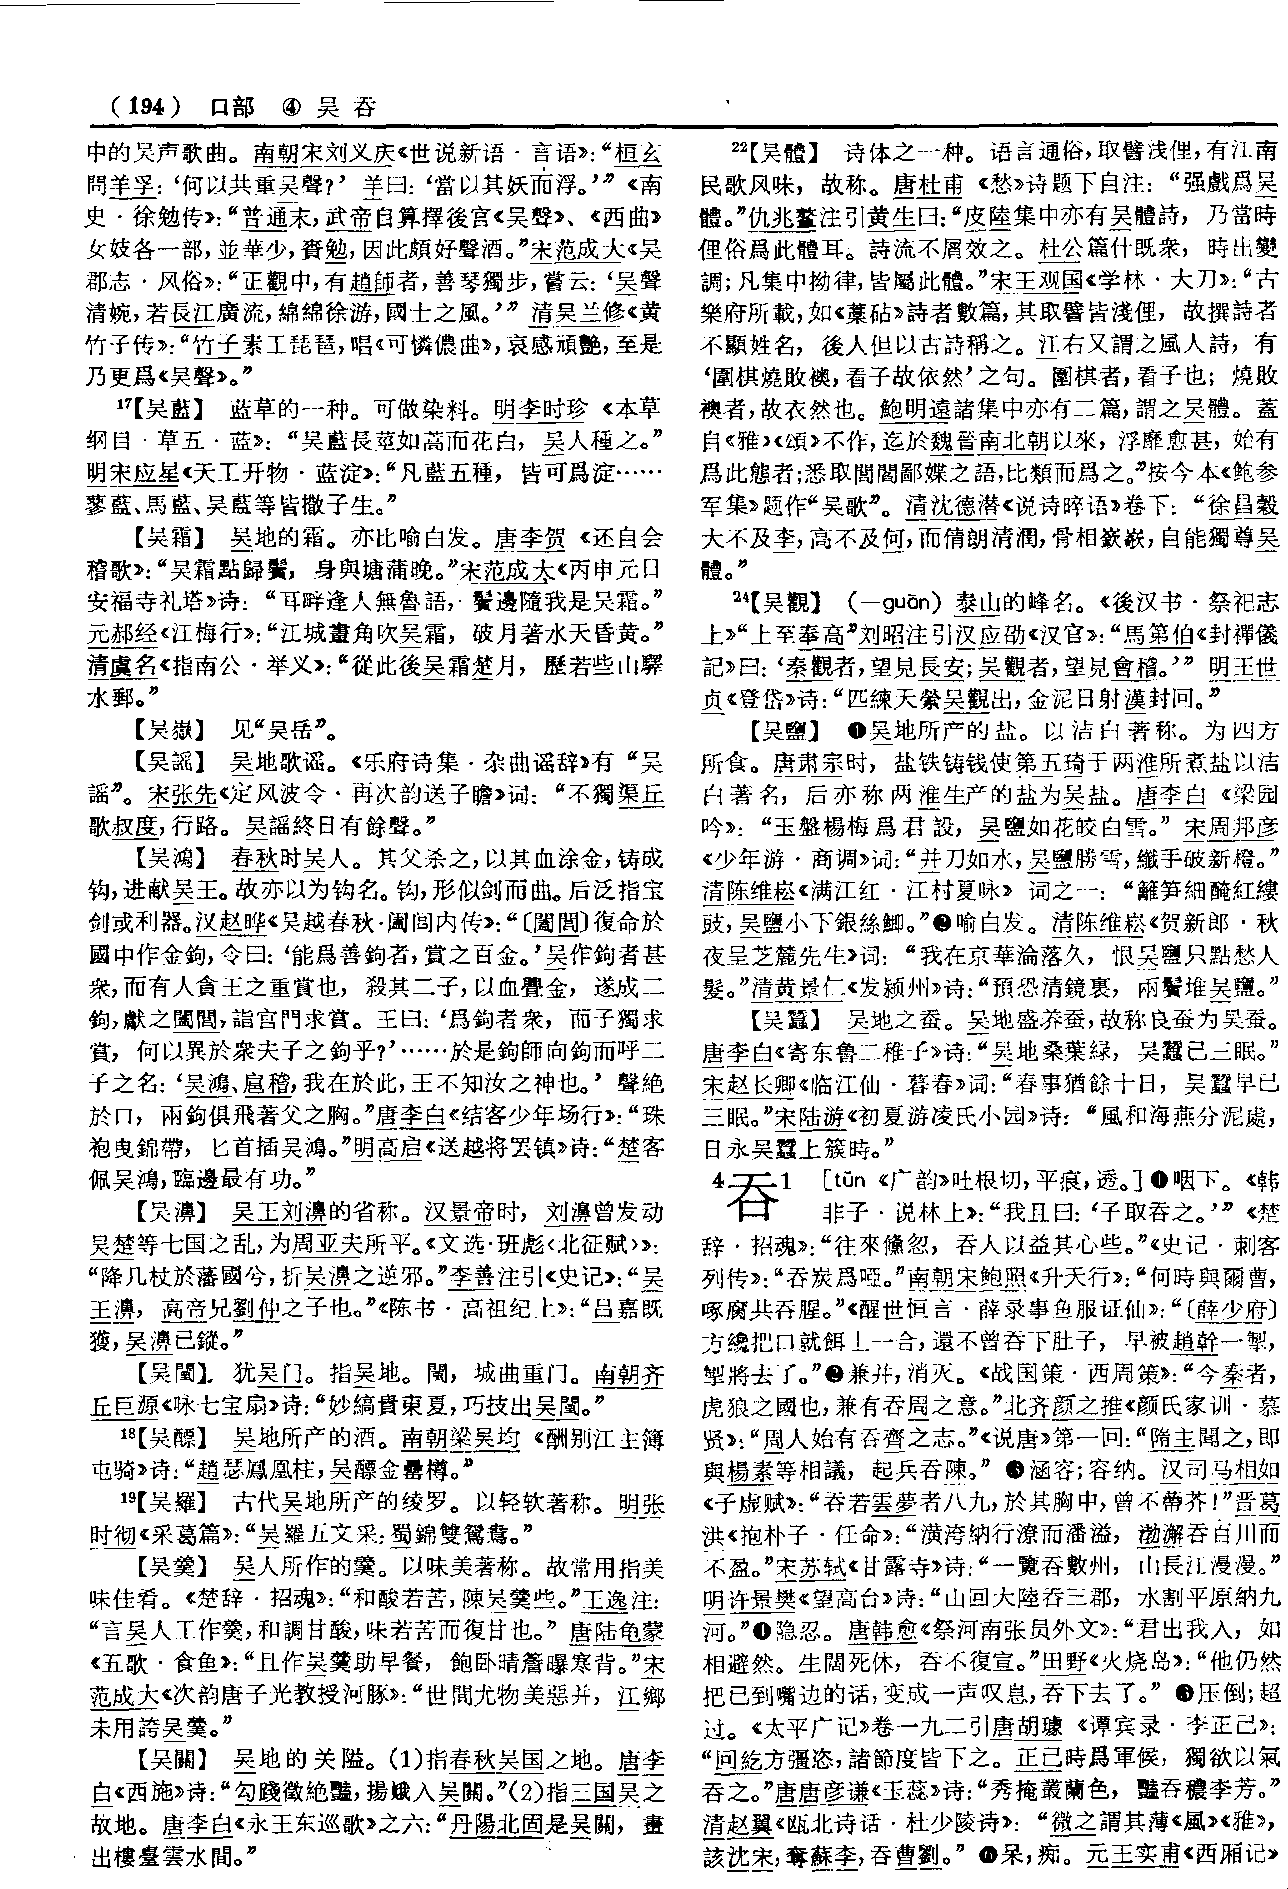 (194) 口部 ④ 吴 吞
中的吴声歌曲。南朝宋刘义庆《世说新语·言语》：“桓玄
問羊孚：‘何以共重吴聲？’羊曰：‘當以其妖而浮。’”《南
史·徐勉传》：“普通末，武帝自算擇後宫《吴聲》、《西曲》
女妓各一部，並華少，賚勉，因此頗好聲酒。”宋范成大《吴
郡志·风俗》：“正觀中，有趙師者，善琴獨步，嘗云：‘吴聲
清婉，若長江廣流，綿綿徐游，國士之風。’”清吴兰修《黄
竹子传》：“竹子素工琵琶，唱《可憐儂曲》，哀感頑艷，至是
乃更爲《吴聲》。”
¹⁷【吴藍】 蓝草的一种。可做染料。明李时珍《本草
纲目·草五·蓝》：“吴藍長莖如蒿而花白，吴人種之。”
明宋应星《天工开物·蓝淀》：“凡藍五種，皆可爲淀……
蓼藍、馬藍、吴藍等皆撒子生。”
【吴霜】 吴地的霜。亦比喻白发。唐李贺《还自会
稽歌》：“吴霜點歸鬢，身與塘蒲晚。”宋范成大《丙申元日
安福寺礼塔》诗：“耳畔逢人無魯語，鬢邊隨我是吴霜。”
元郝经《江梅行》：“江城畫角吹吴霜，破月著水天昏黄。”
清虞名《指南公·举义》：“從此後吴霜楚月，歷若些山驛
水郵。”
【吴嶽】 见“吴岳”。
【吴謡】 吴地歌谣。《乐府诗集·杂曲谣辞》有“吴
謡”。宋张先《定风波令·再次韵送子瞻》词：“不獨渠丘
歌叔度，行路。吴謡終日有餘聲。”
【吴鴻】 春秋时吴人。其父杀之，以其血涂金，铸成
钩，进献吴王。故亦以为钩名。钩，形似剑而曲。后泛指宝
剑或利器。汉赵晔《吴越春秋·阖闾内传》：“〔闔閭〕復命於
國中作金鉤，令曰：‘能爲善鉤者，賞之百金。’吴作鉤者甚
衆，而有人貪王之重賞也，殺其二子，以血舋金，遂成二
鉤，獻之闔閭，詣宫門求賞。王曰：‘爲鉤者衆，而子獨求
賞，何以異於衆夫子之鉤乎？’……於是鉤師向鉤而呼二
子之名：‘吴鴻、扈稽，我在於此，王不知汝之神也。’聲絶
於口，兩鉤俱飛著父之胸。”唐李白《结客少年场行》：“珠
袍曳錦帶，匕首插吴鴻。”明高启《送越将罢镇》诗：“楚客
佩吴鴻，臨邊最有功。”
【吴濞】 吴王刘濞的省称。汉景帝时，刘濞曾发动
吴楚等七国之乱，为周亚夫所平。《文选·班彪〈北征赋〉》：
“降几杖於藩國兮，折吴濞之逆邪。”李善注引《史记》：“吴
王濞，高帝兄劉仲之子也。”《陈书·高祖纪上》：“吕嘉既
獲，吴濞已鏦。”
【吴闉】 犹吴门。指吴地。闉，城曲重门。南朝齐
丘巨源《咏七宝扇》诗：“妙縞貴東夏，巧技出吴闉。”
¹⁸【吴醥】 吴地所产的酒。南朝梁吴均《酬别江主簿
屯骑》诗：“趙瑟鳳凰柱，吴醥金罍樽。”
¹⁹【吴羅】 古代吴地所产的绫罗。以轻软著称。明张
时彻《采葛篇》：“吴羅五文采，蜀錦雙鴛鴦。”
【吴羹】 吴人所作的羹。以味美著称。故常用指美
味佳肴。《楚辞·招魂》：“和酸若苦，陳吴羹些。”王逸注：
“言吴人工作羹，和調甘酸，味若苦而復甘也。”唐陆龟蒙
《五歌·食鱼》：“且作吴羹助早餐，飽卧晴簷曝寒背。”宋
范成大《次韵唐子光教授河豚》：“世間尤物美惡并，江鄉
未用誇吴羹。”
【吴關】 吴地的关隘。(1)指春秋吴国之地。唐李
白《西施》诗：“勾踐徵絶豔，揚蛾入吴關。”(2)指三国吴之
故地。唐李白《永王东巡歌》之六：“丹陽北固是吴關，畫
出樓臺雲水間。”
²²【吴體】 诗体之一种。语言通俗，取譬浅俚，有江南
民歌风味，故称。唐杜甫《愁》诗题下自注：“强戲爲吴
體。”仇兆鳌注引黄生曰：“皮陸集中亦有吴體詩，乃當時
俚俗爲此體耳。詩流不屑效之。杜公篇什既衆，時出變
調；凡集中拗律，皆屬此體。”宋王观国《学林·大刀》：“古
樂府所載，如《藁砧》詩者數篇，其取譬皆淺俚，故撰詩者
不顯姓名，後人但以古詩稱之。江右又謂之風人詩，有
‘圍棋燒敗襖，看子故依然’之句。圍棋者，看子也；燒敗
襖者，故衣然也。鮑明遠諸集中亦有二篇，謂之吴體。蓋
自《雅》《頌》不作，迄於魏晉南北朝以來，浮靡愈甚，始有
爲此態者；悉取閭閻鄙媟之語，比類而爲之。”按今本《鲍参
军集》题作“吴歌”。清沈德潜《说诗晬语》卷下：“徐昌穀
大不及李，高不及何，而倩朗清潤，骨相嶔崟，自能獨尊吴
體。”
²⁴【吴觀】 (—guān) 泰山的峰名。《後汉书·祭祀志
上》“上至奉高”刘昭注引汉应劭《汉官》：“馬第伯《封禪儀
記》曰：‘秦觀者，望見長安；吴觀者，望見會稽。’”明王世
贞《登岱》诗：“匹練天縈吴觀出，金泥日射漢封回。”
【吴鹽】 ❶吴地所产的盐。以洁白著称。为四方
所食。唐肃宗时，盐铁铸钱使第五琦于两淮所煮盐以洁
白著名，后亦称两淮生产的盐为吴盐。唐李白《梁园
吟》：“玉盤楊梅爲君設，吴鹽如花皎白雪。”宋周邦彦
《少年游·商调》词：“并刀如水，吴鹽勝雪，纖手破新橙。”
清陈维崧《满江红·江村夏咏》词之一：“籬笋細醃紅縷
豉，吴鹽小下銀絲鯽。”❷喻白发。清陈维崧《贺新郎·秋
夜呈芝麓先生》词：“我在京華淪落久，恨吴鹽只點愁人
髮。”清黄景仁《发颍州》诗：“預恐清鏡裏，兩鬢堆吴鹽。”
【吴蠶】 吴地之蚕。吴地盛养蚕，故称良蚕为吴蚕。
唐李白《寄东鲁二稚子》诗：“吴地桑葉緑，吴蠶已三眠。”
宋赵长卿《临江仙·暮春》词：“春事猶餘十日，吴蠶早已
三眠。”宋陆游《初夏游凌氏小园》诗：“風和海燕分泥處，
日永吴蠶上簇時。”
4吞1 [tūn 《广韵》吐根切，平痕，透。]❶咽下。《韩
非子·说林上》：“我且曰：‘子取吞之。’”《楚
辞·招魂》：“往來儵忽，吞人以益其心些。”《史记·刺客
列传》：“吞炭爲啞。”南朝宋鲍照《升天行》：“何時與爾曹，
啄腐共吞腥。”《醒世恒言·薛录事鱼服证仙》：“〔薛少府〕
方纔把口就餌上一合，還不曾吞下肚子，早被趙幹一掣，
掣將去了。”❷兼并，消灭。《战国策·西周策》：“今秦者，
虎狼之國也，兼有吞周之意。”北齐颜之推《颜氏家训·慕
贤》：“周人始有吞齊之志。”《说唐》第一回：“隋主聞之，即
與楊素等相議，起兵吞陳。”❸涵容；容纳。汉司马相如
《子虚赋》：“吞若雲夢者八九，於其胸中，曾不蔕芥！”晋葛
洪《抱朴子·任命》：“潢洿納行潦而潘溢，渤澥吞百川而
不盈。”宋苏轼《甘露寺》诗：“一覽吞數州，山長江漫漫。”
明许景樊《望高台》诗：“山回大陸吞三郡，水割平原納九
河。”❹隐忍。唐韩愈《祭河南张员外文》：“君出我入，如
相避然。生闊死休，吞不復宣。”田野《火烧岛》：“他仍然
把已到嘴边的话，变成一声叹息，吞下去了。”❺压倒；超
过。《太平广记》卷一九二引唐胡璩《谭宾录·李正己》：
“回紇方彊恣，諸節度皆下之。正己時爲軍候，獨欲以氣
吞之。”唐唐彦谦《玉蕊》诗：“秀掩叢蘭色，豔吞穠李芳。”
清赵翼《瓯北诗话·杜少陵诗》：“微之謂其薄《風》《雅》，
該沈宋，奪蘇李，吞曹劉。”❻呆，痴。元王实甫《西厢记》